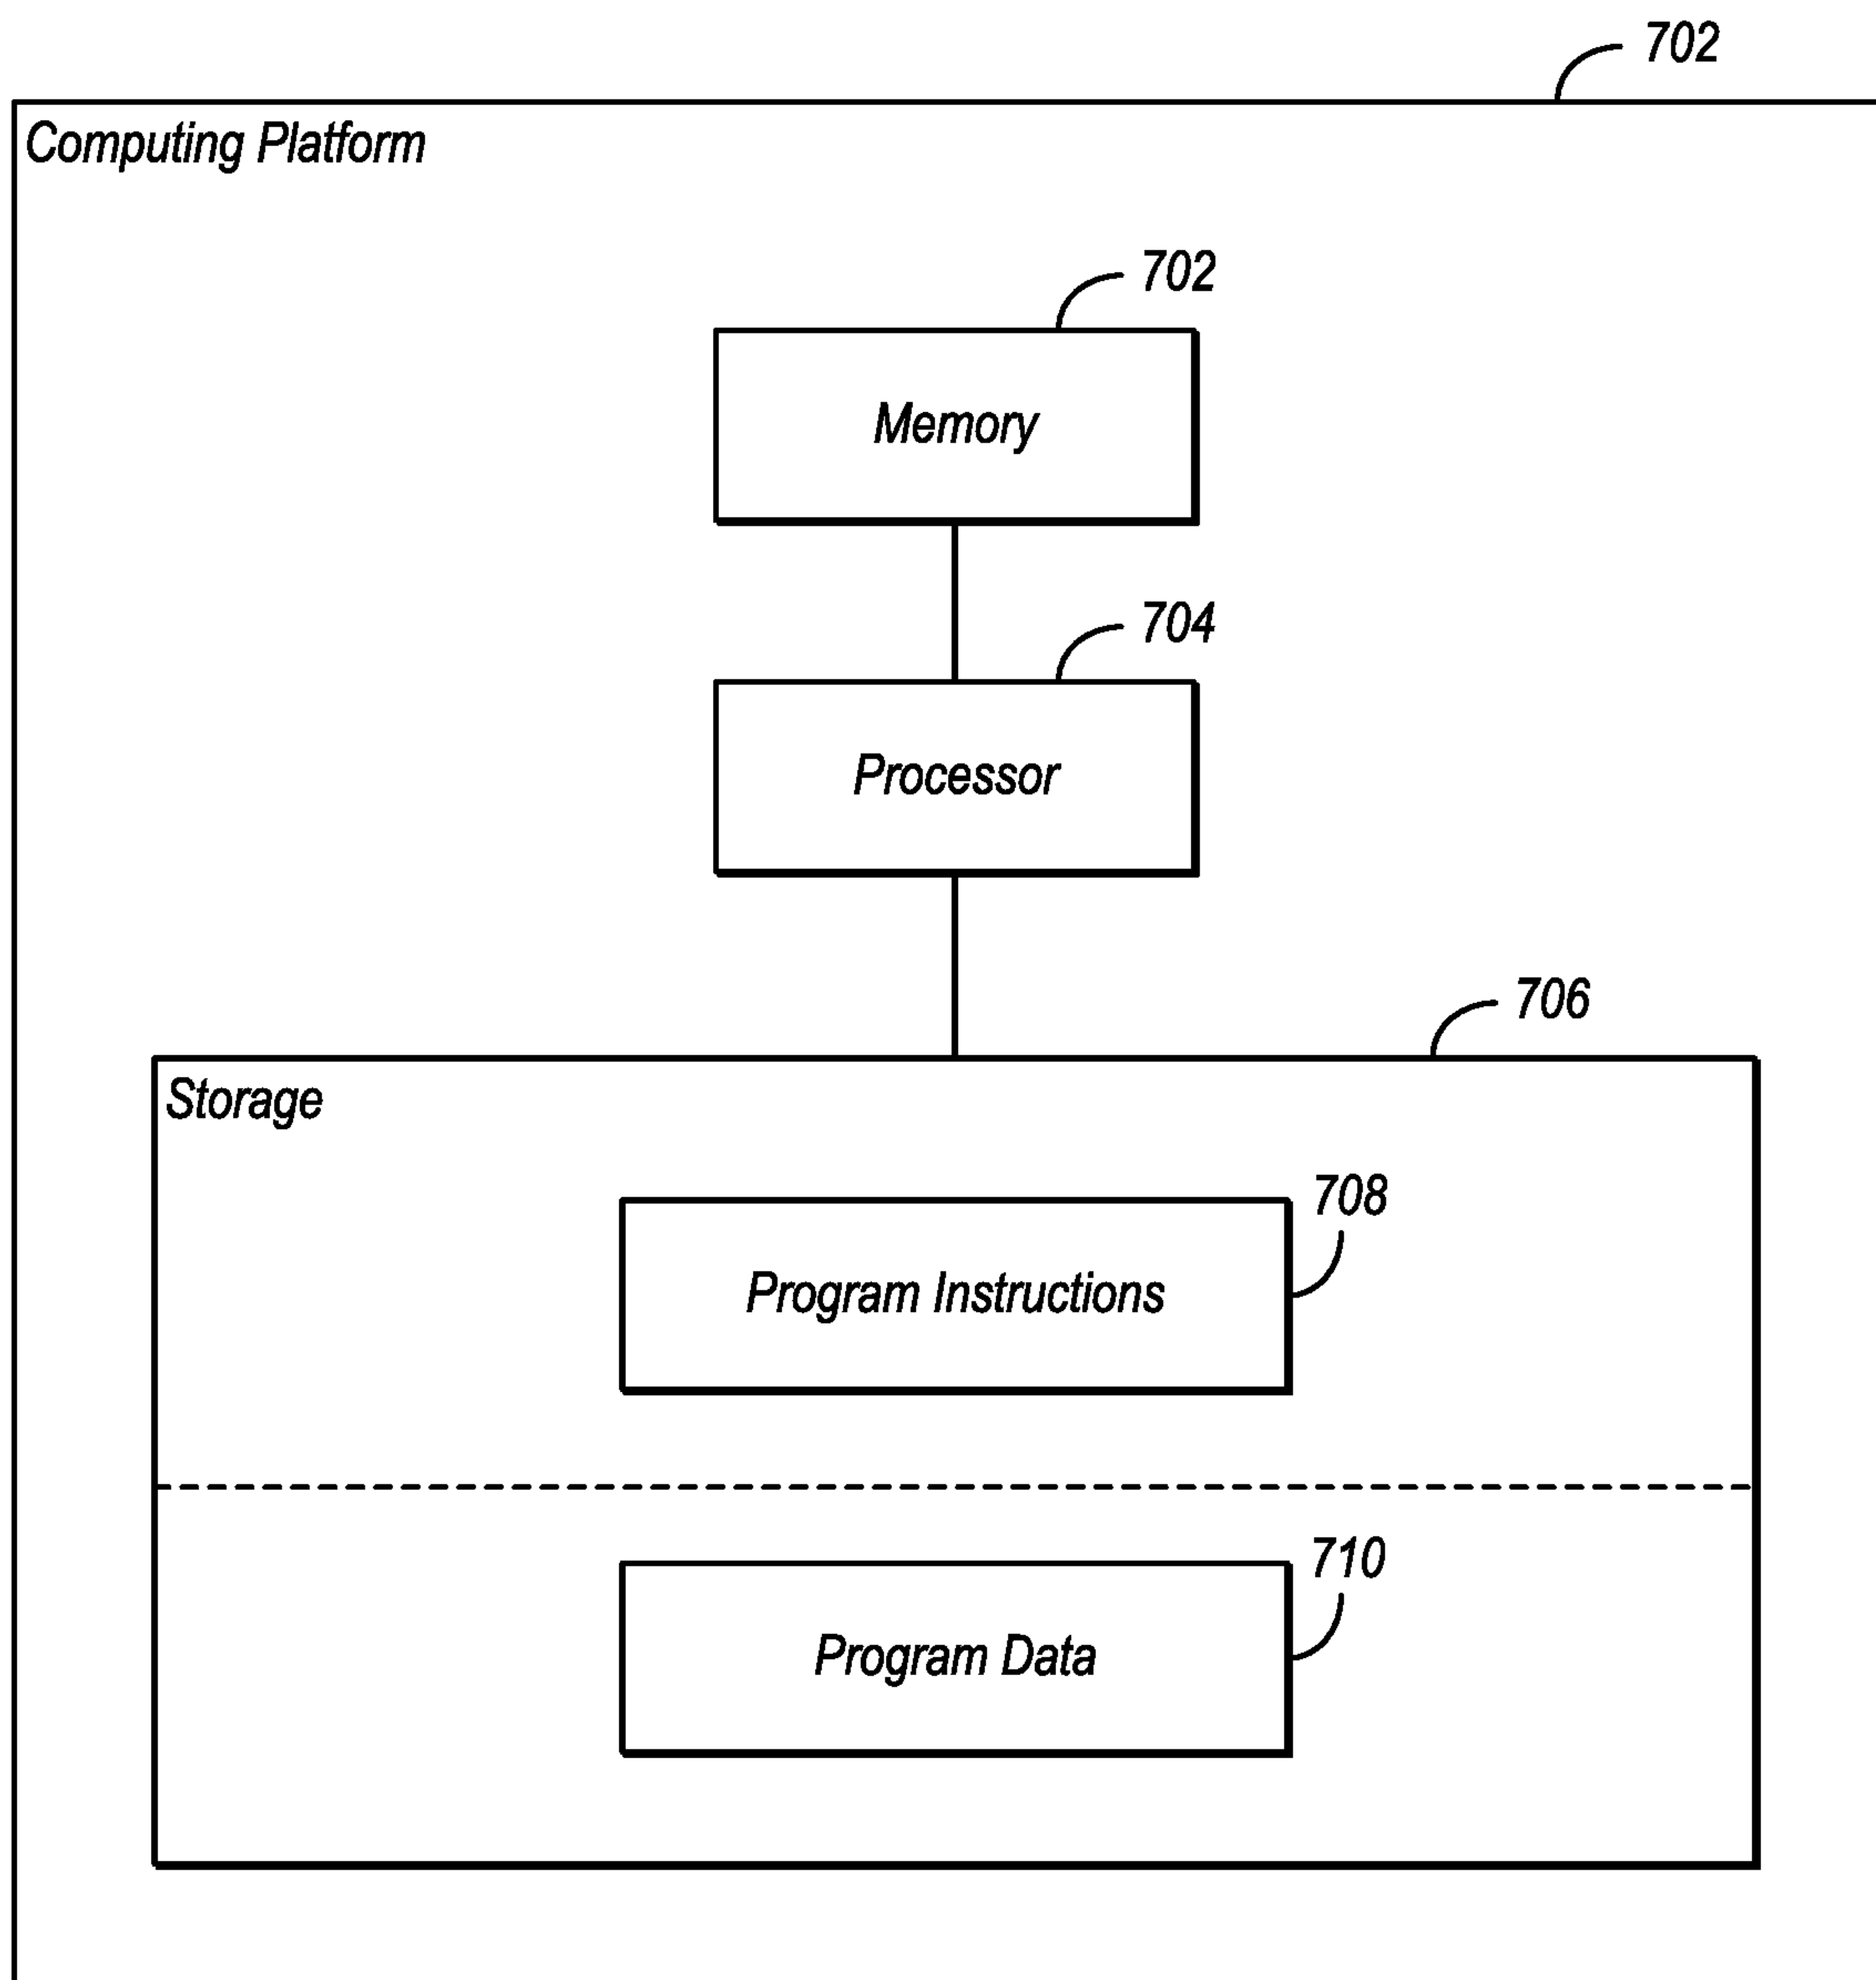 702
Computing Platform
702
Memory
704
Processor
706
Storage
708
Program Instructions
710
Program Data